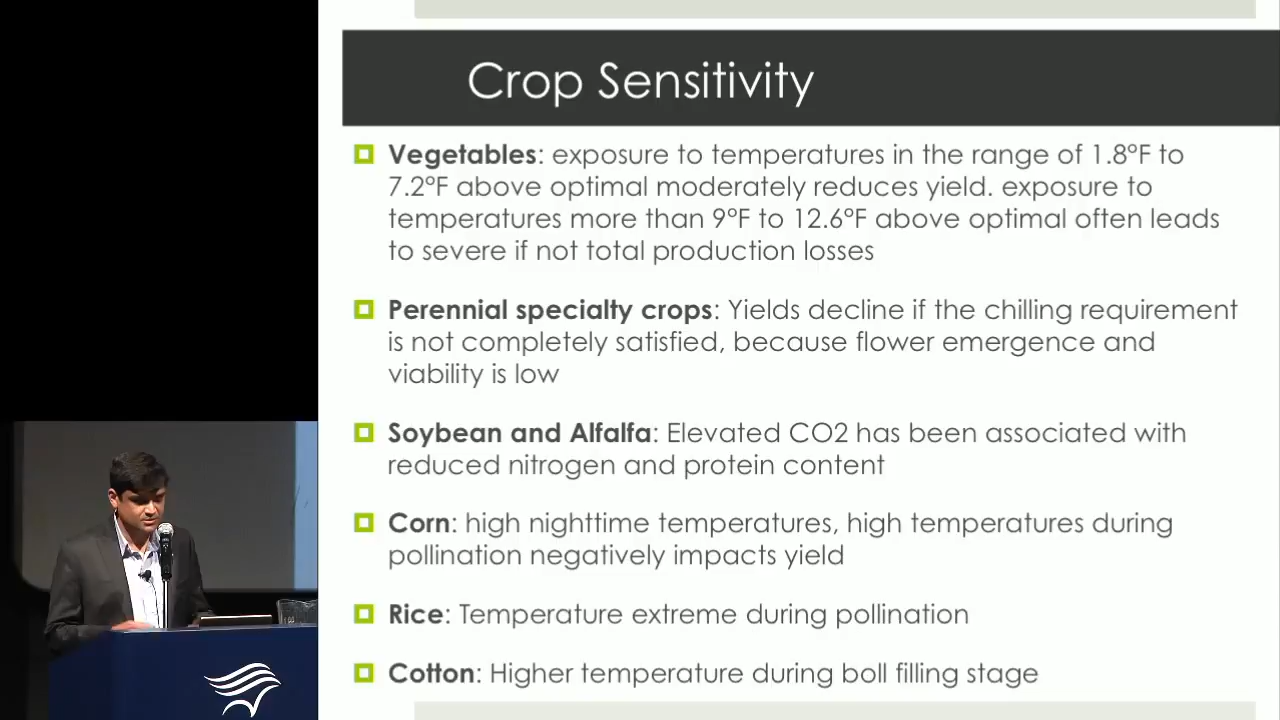 Crop Sensitivity
Vegetables: exposure to temperatures in the range of 1.8°F to
7.2°F above optimal moderately reduces yield. exposure to
temperatures more than 9°F to 12.6°F above optimal often leads
to severe if not total production losses
Perennial specialty crops: Yields decline if the chilling requirement
is not completely satisfied, because flower emergence and
viability is low
Soybean and Alfalfa: Elevated CO2 has been associated with
reduced nitrogen and protein content
Corn: high nighttime temperatures, high temperatures during
pollination negatively impacts yield
Rice: Temperature extreme during pollination
Cotton: Higher temperature during boll filling stage